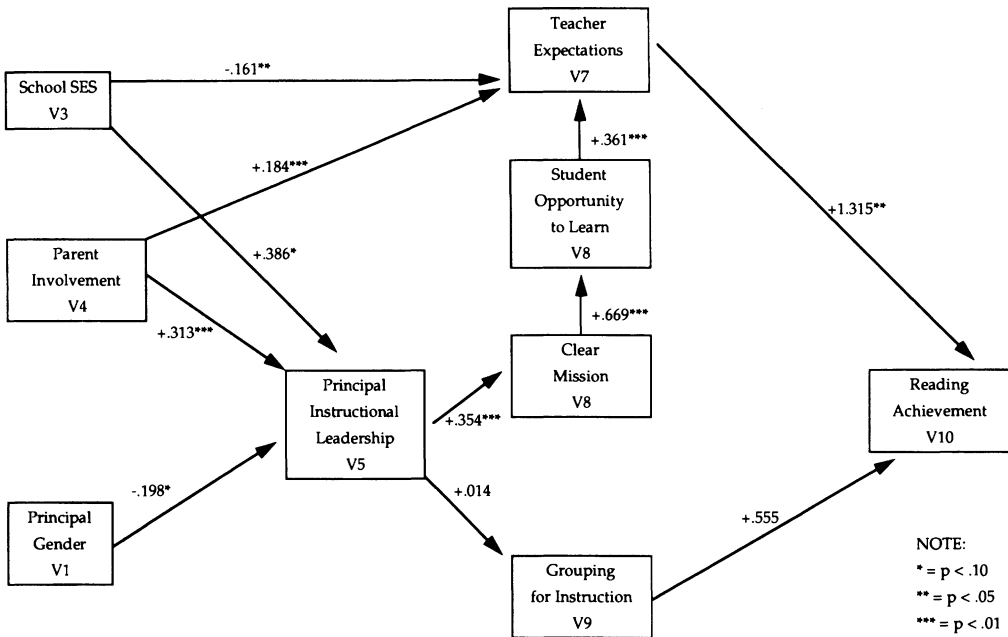 Teacher
Expectations
V7
-.161**
School SES
V3
+.361***
+.184***
Student
Opportunity
to Learn
V8
+1.315**
Parent
Involvement
V4
+.386*
+.313***
+.669***
Clear
Mission
V8
Principal
Instructional
Leadership
V5
+.354***
Reading
Achievement
V10
-.198*
+.014
+.555
Principal
Gender
V1
Grouping
for Instruction
V9
NOTE:
* = p < .10
** = p < .05
*** = p < .01